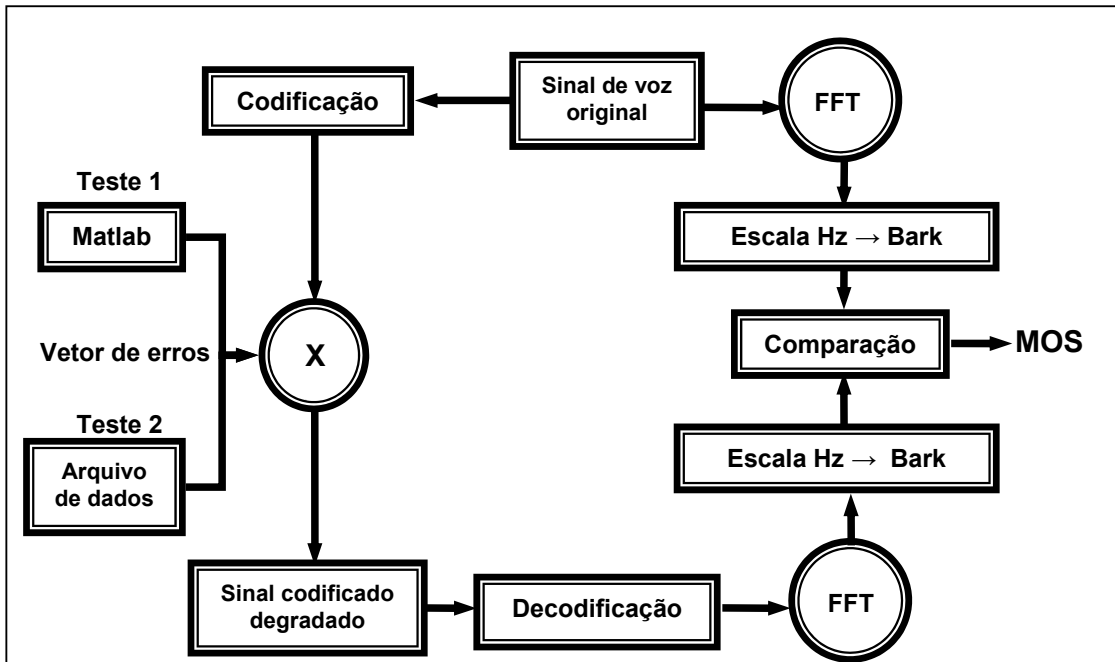 Codificação
Sinal de voz
original
FFT
Teste 1
Matlab
Escala Hz → Bark
Vetor de erros
X
Comparação
MOS
Teste 2
Arquivo
de dados
Escala Hz → Bark
Sinal codificado
degradado
Decodificação
FFT